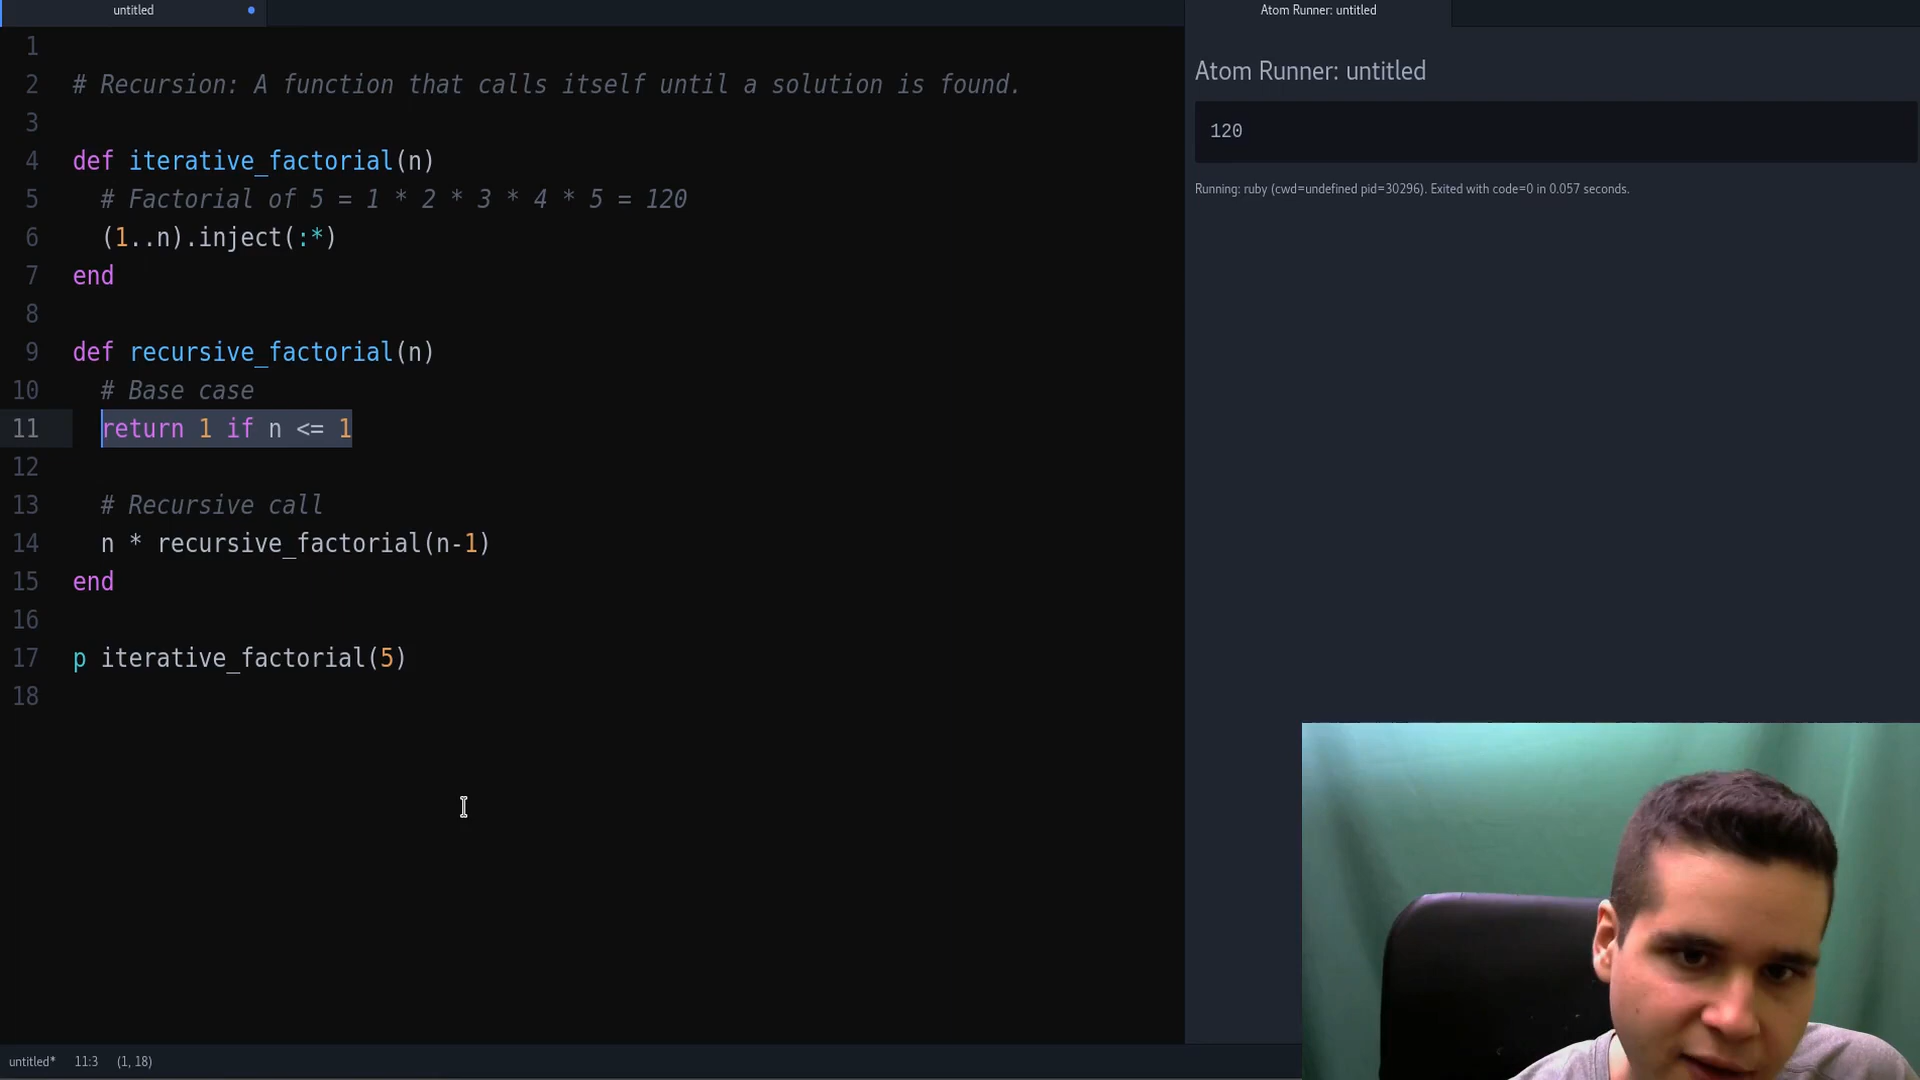 untitled
Atom Runner: untitled
1
2 # Recursion: A function that calls itself until a solution is found.
3
4 def iterative_factorial(n)
5 # Factorial of 5 = 1 * 2 * 3 * 4 * 5 = 120
6 (1..n).inject(:*)
7 end
8
9 def recursive_factorial(n)
10 # Base case
11 return 1 if n <= 1
12
13 # Recursive call
14 n * recursive_factorial(n-1)
15 end
16
17 p iterative_factorial(5)
18
Atom Runner: untitled
120
Running: ruby (cwd=undefined pid=30296). Exited with code=0 in 0.057 seconds.
untitled* 11:3 (1, 18)